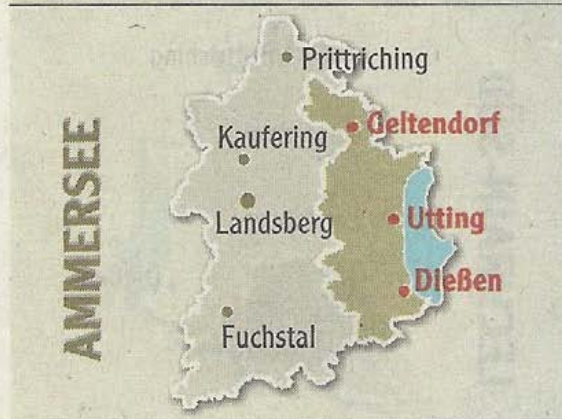 AMMERSEE
Prittriching
Geltendorf
Kaufering
Landsberg
Utting
Dießen
Fuchstal